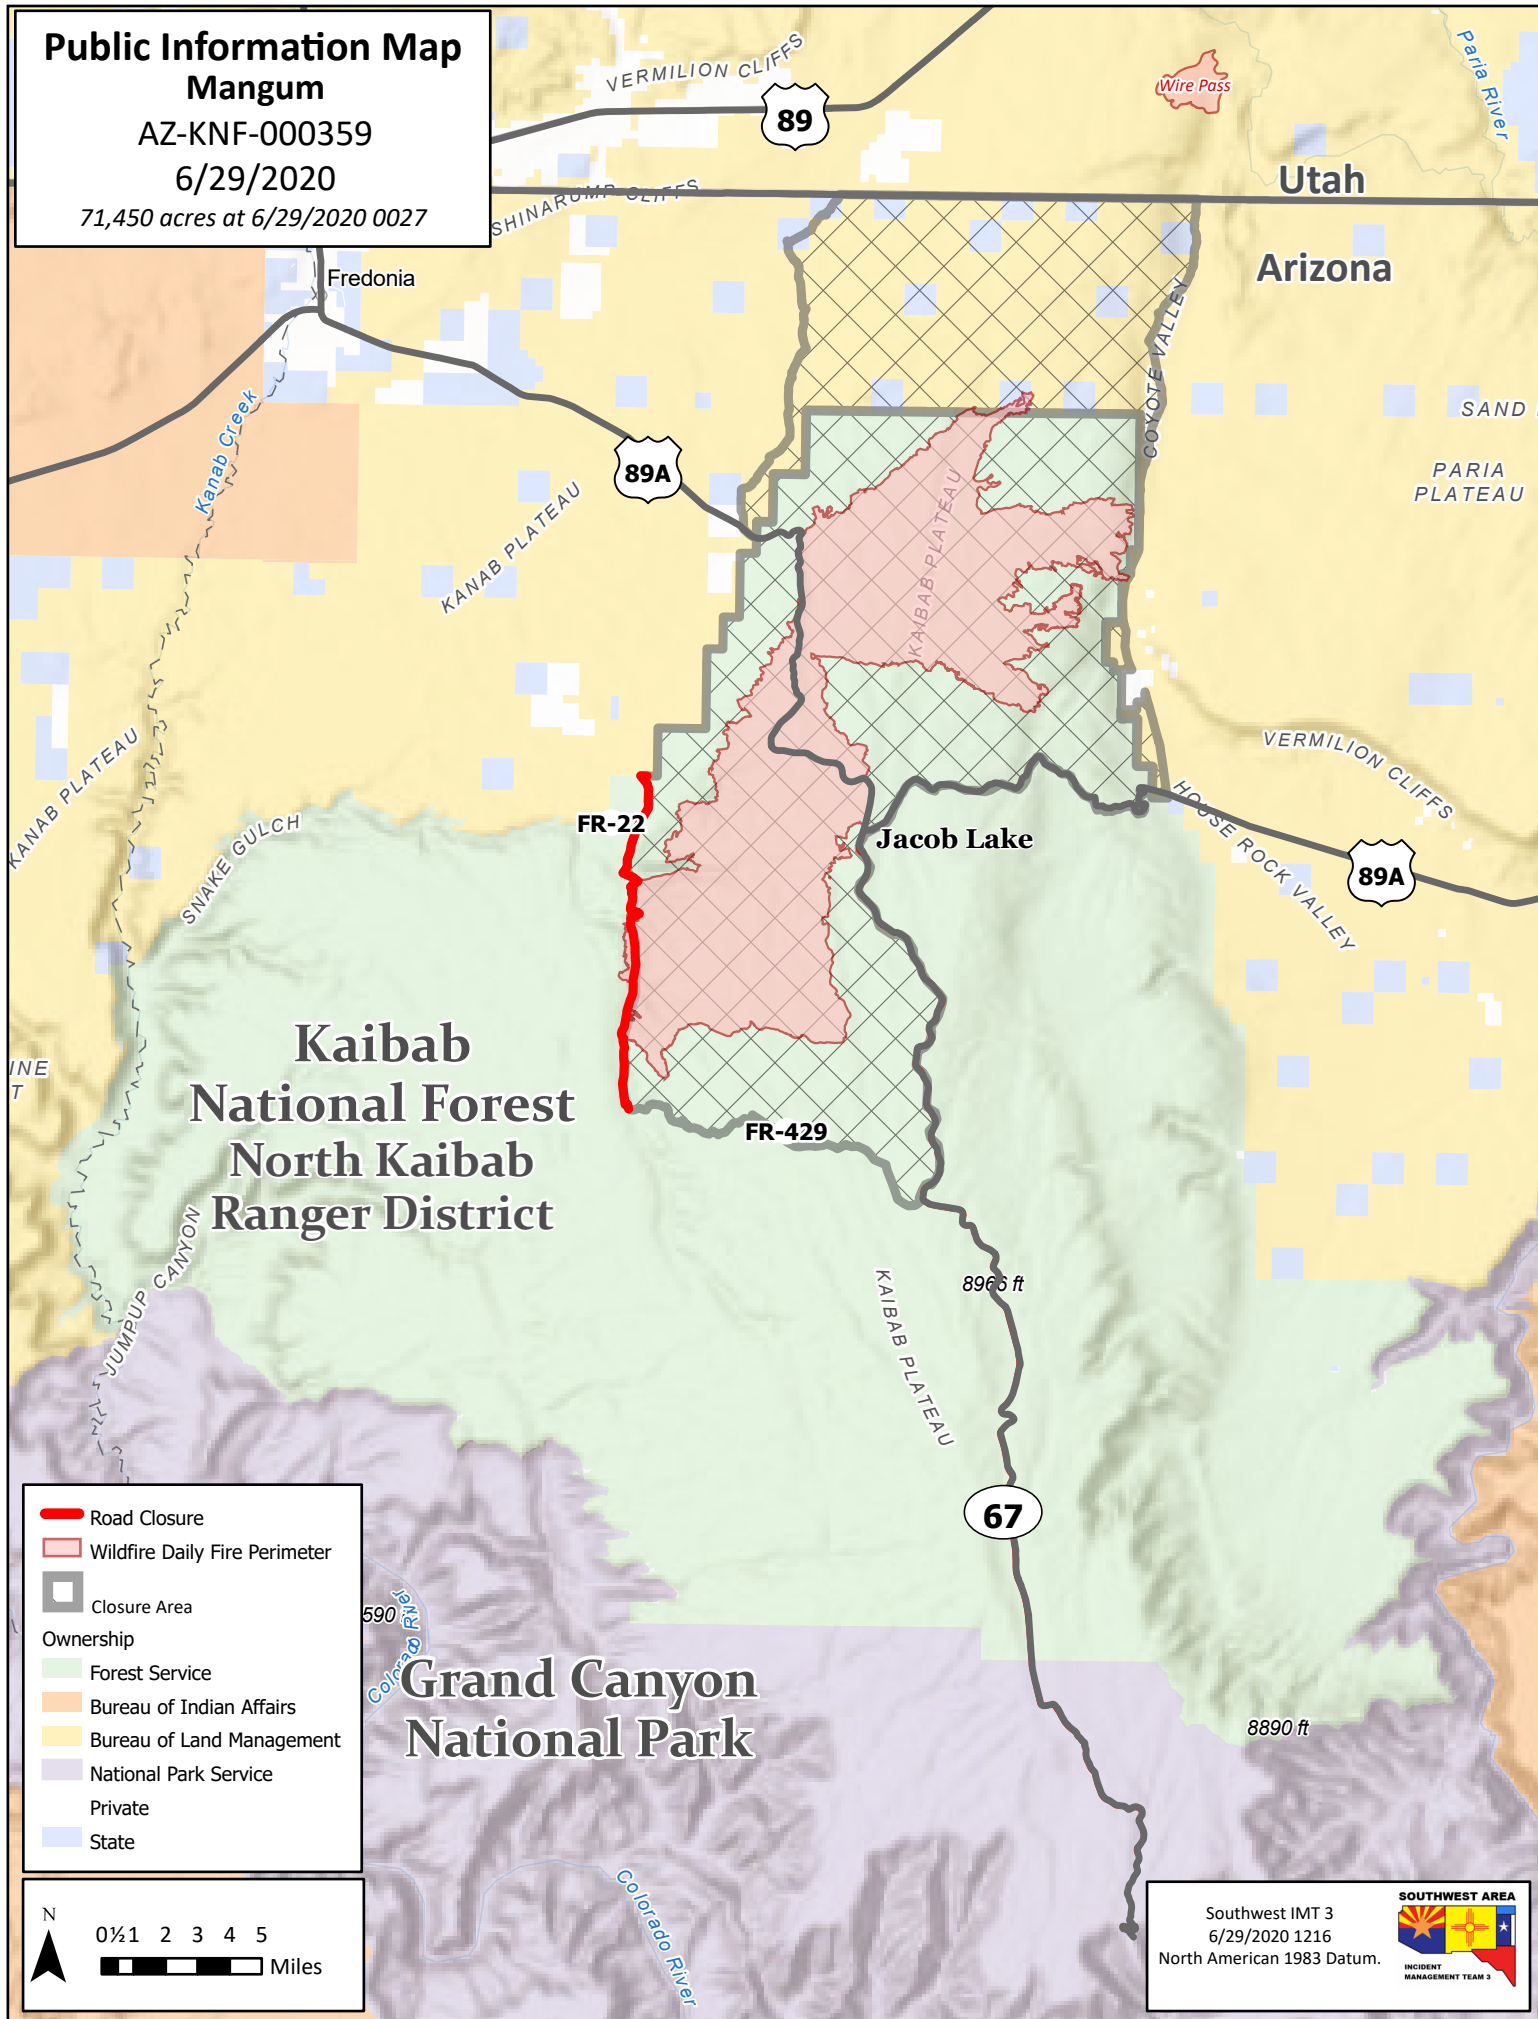 Public Information Map
Mangum
AZ-KNF-000359
6/29/2020
71,450 acres at 6/29/2020 0027
VERMILION CLIFFS
89
Wire Pass
Paria River
Utah
SHINARUMP CLIFFS
Arizona
Fredonia
COYOTE VALLEY
Kanab Creek
89A
SAND
PARIA
PLATEAU
KANAB PLATEAU
KAIBAB PLATEAU
KANAB PLATEAU
VERMILION CLIFFS
SNAKE GULCH
FR-22
Jacob Lake
HOUSE ROCK VALLEY
89A
INE
T
Kaibab
National Forest
North Kaibab
Ranger District
FR-429
JUMPUP CANYON
8966 ft
KAIBAB PLATEAU
67
Road Closure
Wildfire Daily Fire Perimeter
Closure Area
Ownership
Forest Service
Bureau of Indian Affairs
Bureau of Land Management
National Park Service
Private
State
590
Colorado River
Grand Canyon
National Park
8890 ft
N
0 ½ 1 2 3 4 5
Miles
Colorado River
Southwest IMT 3
6/29/2020 1216
North American 1983 Datum.
SOUTHWEST AREA
INCIDENT
MANAGEMENT TEAM 3